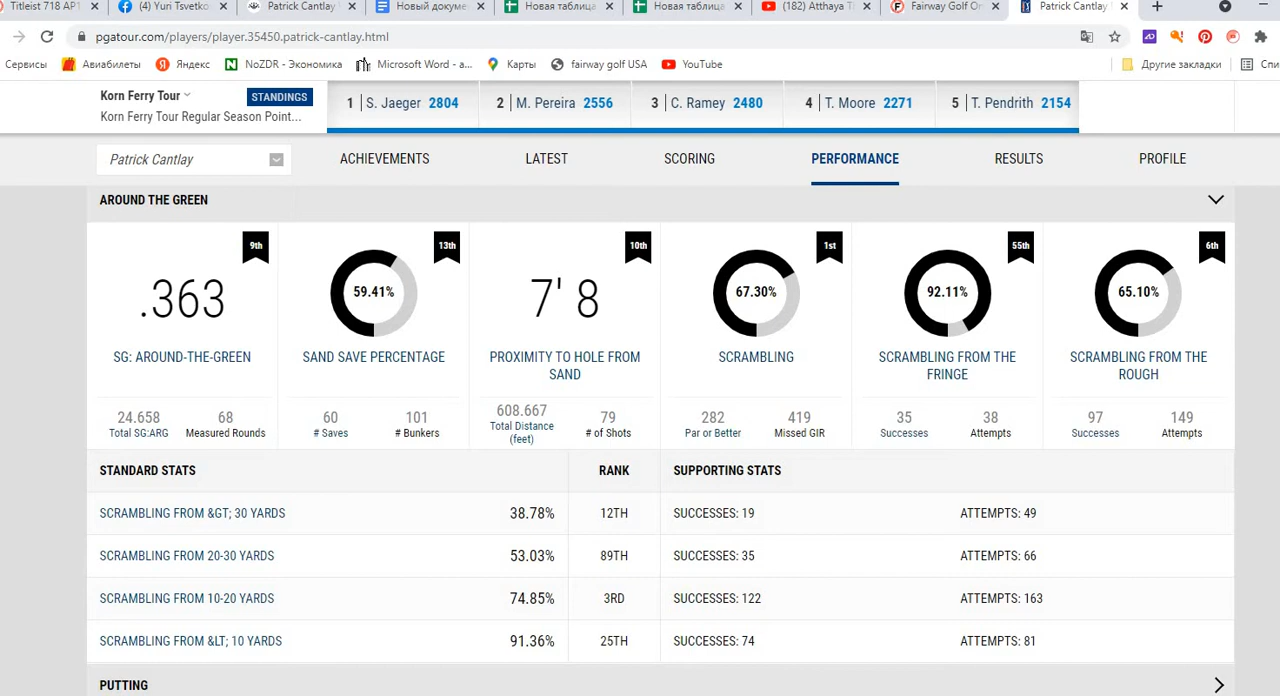 Titleist 718 AP1
(4) Yuri Tsvetko
Patrick Cantlay
Новый докуме
Новая таблица
Новая таблица
(182) Atthaya T
Fairway Golf On
Patrick Cantlay
pgatour.com/players/player.35450.patrick-cantlay.html
Сервисы
Авиабилеты
Яндекс
NoZDR - Экономика
Microsoft Word - a...
Карты
fairway golf USA
YouTube
Другие закладки
Спи
Korn Ferry Tour
STANDINGS
Korn Ferry Tour Regular Season Point...
1 S. Jaeger 2804
2 M. Pereira 2556
3 C. Ramey 2480
4 T. Moore 2271
5 T. Pendrith 2154
Patrick Cantlay
ACHIEVEMENTS
LATEST
SCORING
PERFORMANCE
RESULTS
PROFILE
AROUND THE GREEN
9th
.363
SG: AROUND-THE-GREEN
24.658
Total SG:ARG
68
Measured Rounds
13th
59.41%
SAND SAVE PERCENTAGE
60
# Saves
101
# Bunkers
10th
7' 8
PROXIMITY TO HOLE FROM
SAND
608.667
Total Distance
(feet)
79
# of Shots
1st
67.30%
SCRAMBLING
282
Par or Better
419
Missed GIR
55th
92.11%
SCRAMBLING FROM THE
FRINGE
35
Successes
38
Attempts
6th
65.10%
SCRAMBLING FROM THE
ROUGH
97
Successes
149
Attempts
STANDARD STATS
RANK
SUPPORTING STATS
SCRAMBLING FROM &GT; 30 YARDS 38.78% 12TH SUCCESSES: 19 ATTEMPTS: 49
SCRAMBLING FROM 20-30 YARDS 53.03% 89TH SUCCESSES: 35 ATTEMPTS: 66
SCRAMBLING FROM 10-20 YARDS 74.85% 3RD SUCCESSES: 122 ATTEMPTS: 163
SCRAMBLING FROM &LT; 10 YARDS 91.36% 25TH SUCCESSES: 74 ATTEMPTS: 81
PUTTING